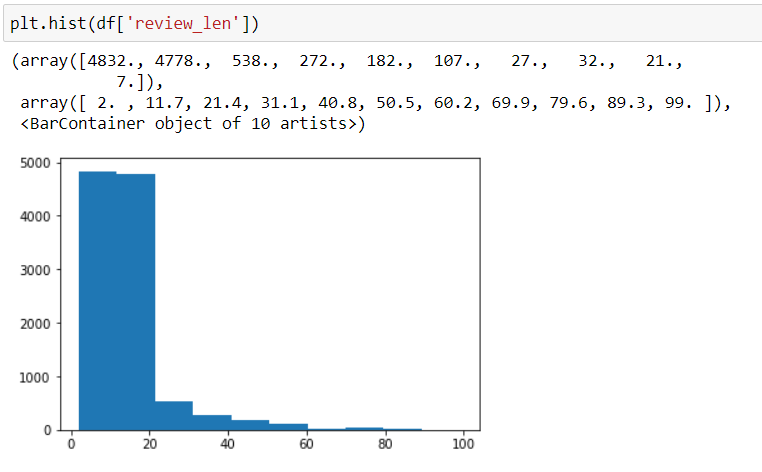 plt.hist(df['review_len'])
(array([4832., 4778., 538., 272., 182., 107., 27., 32., 21.,
7.]),
array([ 2. , 11.7, 21.4, 31.1, 40.8, 50.5, 60.2, 69.9, 79.6, 89.3, 99. ]),
<BarContainer object of 10 artists>)
5000
4000
3000
2000
1000
0
0 20 40 60 80 100